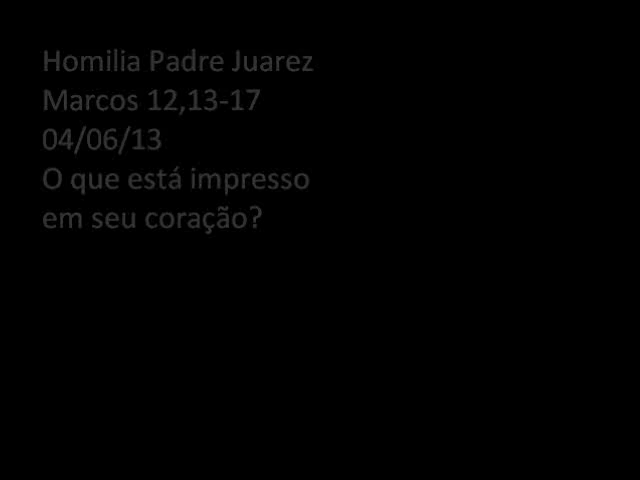 Homilia Padre Juarez
Marcos 12,13-17
04/06/13
O que está impresso
em seu coração?